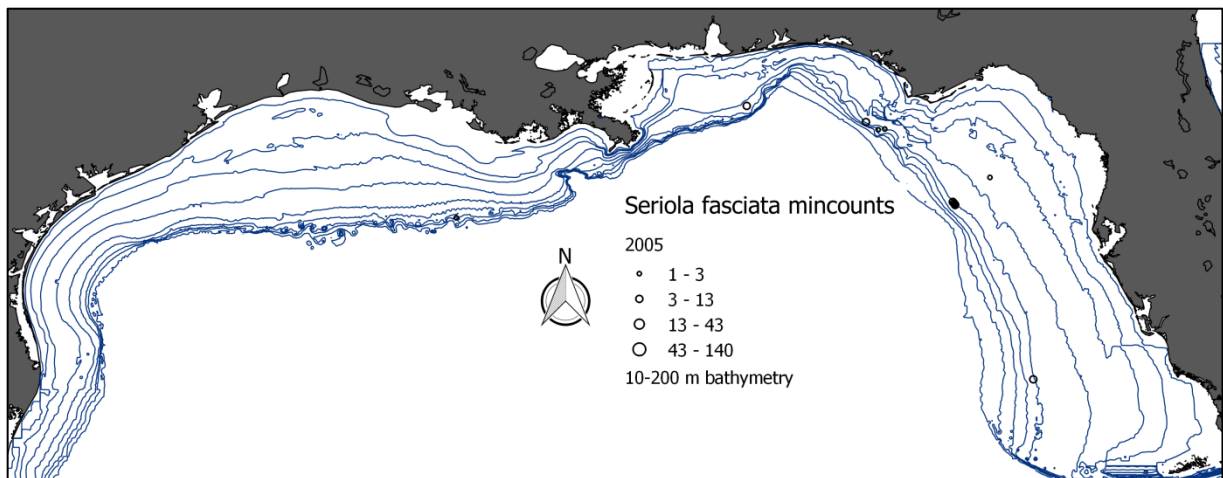 Seriola fasciata mincounts
2005
1 - 3
3 - 13
13 - 43
43 - 140
10-200 m bathymetry
N